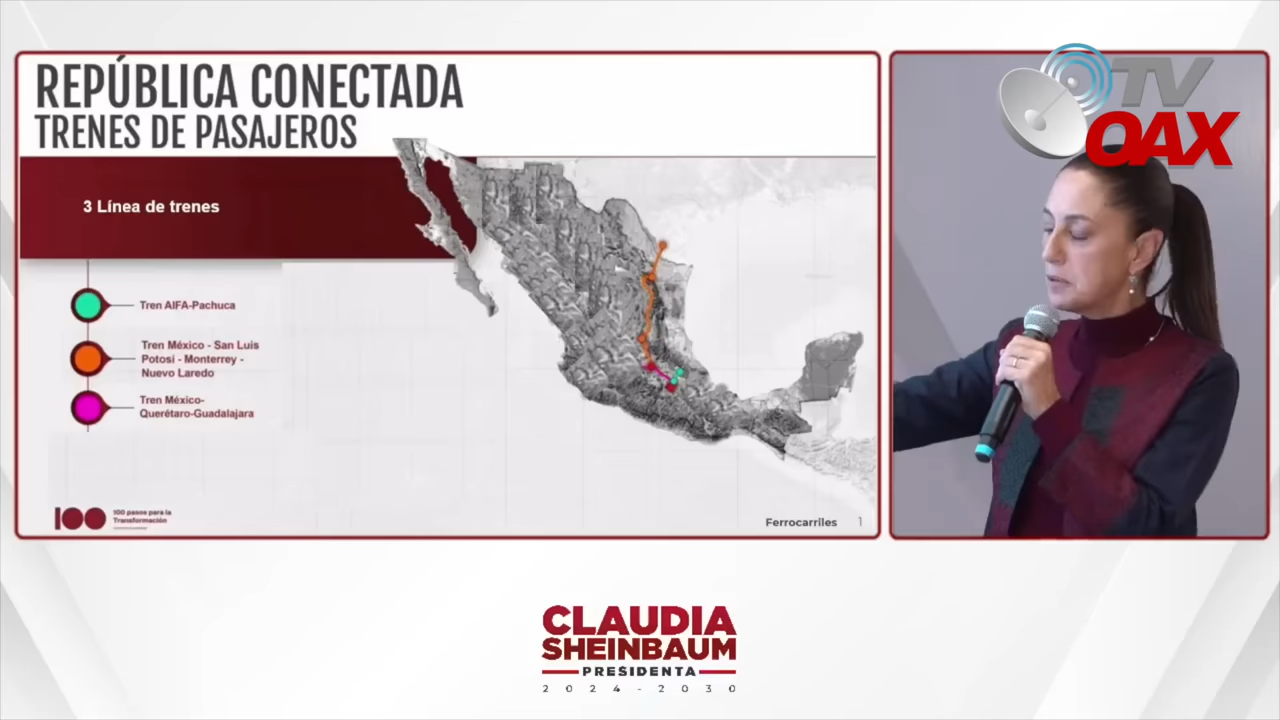 REPÚBLICA CONECTADA
TRENES DE PASAJEROS
3 Línea de trenes
Tren AIFA-Pachuca
Tren México - San Luis
Potosí - Monterrey -
Nuevo Laredo
Tren México-
Querétaro-Guadalajara
100
100 pasos para la
Transformación
Ferrocarriles 1
TV
OAX
CLAUDIA
SHEINBAUM
PRESIDENTA
2024-2030